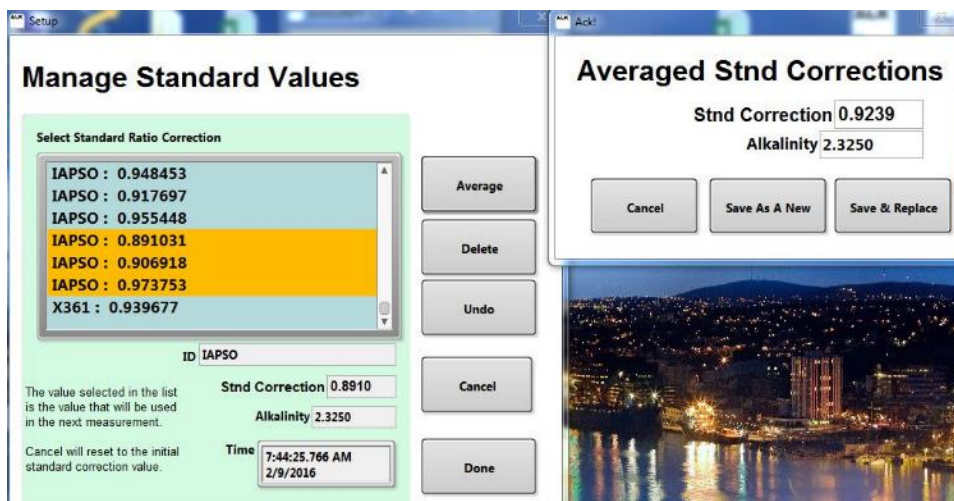 Setup
Manage Standard Values
Select Standard Ratio Correction
IAPSO : 0.948453
IAPSO : 0.917697
IAPSO : 0.955448
IAPSO : 0.891031
IAPSO : 0.906918
IAPSO : 0.973753
X361 : 0.939677
ID IAPSO
Stnd Correction 0.8910
Alkalinity 2.3250
Time 7:44:25.766 AM
2/9/2016
The value selected in the list
is the value that will be used
in the next measurement.
Cancel will reset to the initial
standard correction value.
Average
Delete
Undo
Cancel
Done
Ack!
Averaged Stnd Corrections
Stnd Correction 0.9239
Alkalinity 2.3250
Cancel
Save As A New
Save & Replace